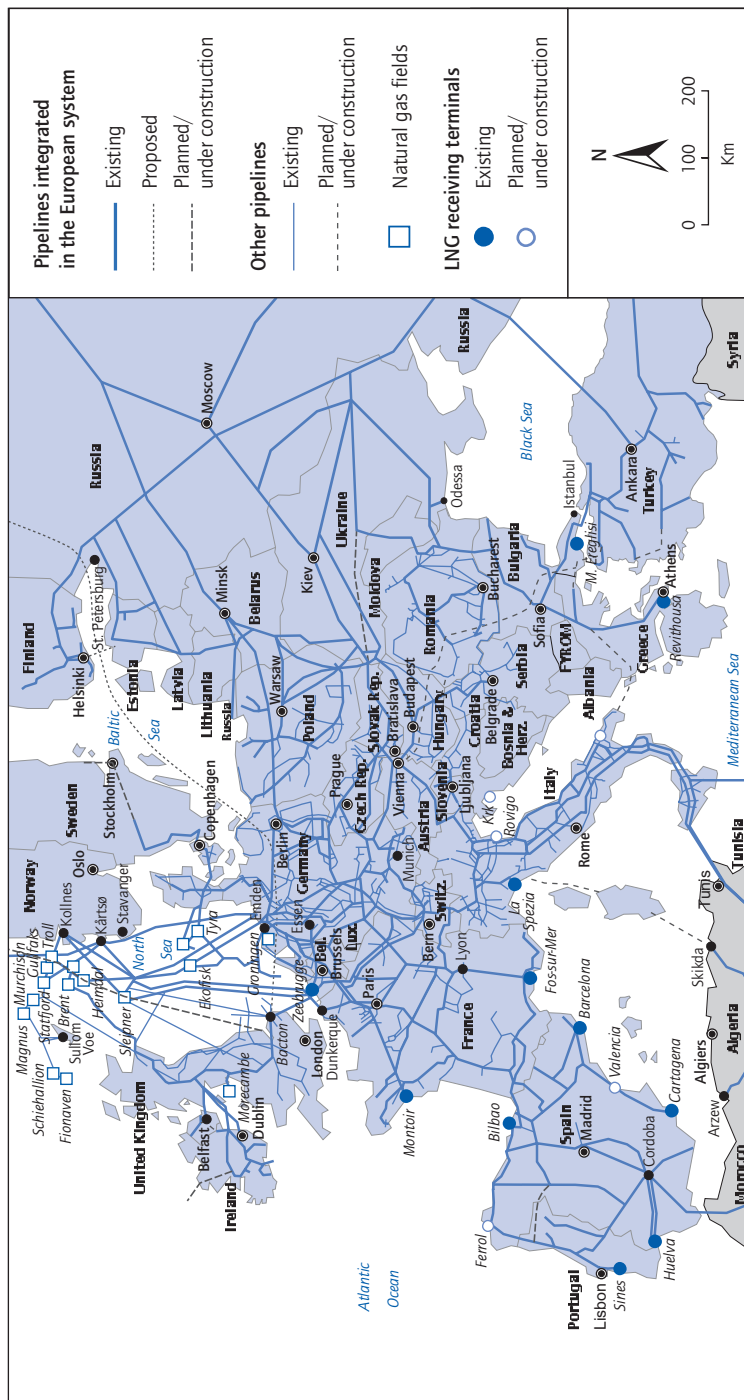 Pipelines integrated
in the European system
Existing
Proposed
Planned/
under construction
Other pipelines
Existing
Planned/
under construction
Natural gas fields
LNG receiving terminals
Existing
Planned/
under construction
N
0
100
200
Km
Norway
Sweden
Finland
Russia
Oslo
Stockholm
Helsinki
St. Petersburg
Moscow
Baltic
Sea
Estonia
Latvia
Lithuania
Russia
Belarus
Minsk
Copenhagen
Murchison
Gullfaks
Troll
Magnus
Statfjord
Brent
Heimdal
Sleipner
Ekofisk
Tyra
Kollnes
Kårtsø
Stavanger
North
Sea
Schiehallion
Fionaven
Sullom
Voe
United Kingdom
Belfast
Morecambe
Dublin
Ireland
Bacton
London
Dunkerque
Zeebrugge
Groningen
Emden
Essen
Germany
Berlin
Bel.
Brussels
Lux.
Paris
Warsaw
Poland
Prague
Czech Rep.
Kiev
Ukraine
Slovak Rep.
Bratislava
Vienna
Budapest
Munich
Austria
Hungary
Moldova
Romania
Odessa
Russia
Black Sea
Switz.
Bern
Slovenia
Ljubljana
Croatia
Belgrade
Bosnia &
Herz.
Serbia
Bucharest
Bulgaria
Sofia
FYROM
Albania
Greece
Athens
Revithousa
M. Ereghisi
Istanbul
Ankara
Turkey
Syria
Krk
Rovigo
Italy
Rome
La
Spezia
Lyon
France
Fos-sur-Mer
Montoir
Atlantic
Ocean
Bilbao
Barcelona
Valencia
Cartagena
Spain
Madrid
Cordoba
Ferrol
Portugal
Lisbon
Sines
Huelva
Morocco
Arzew
Algiers
Algeria
Skikda
Tunis
Tunisia
Mediterranean Sea